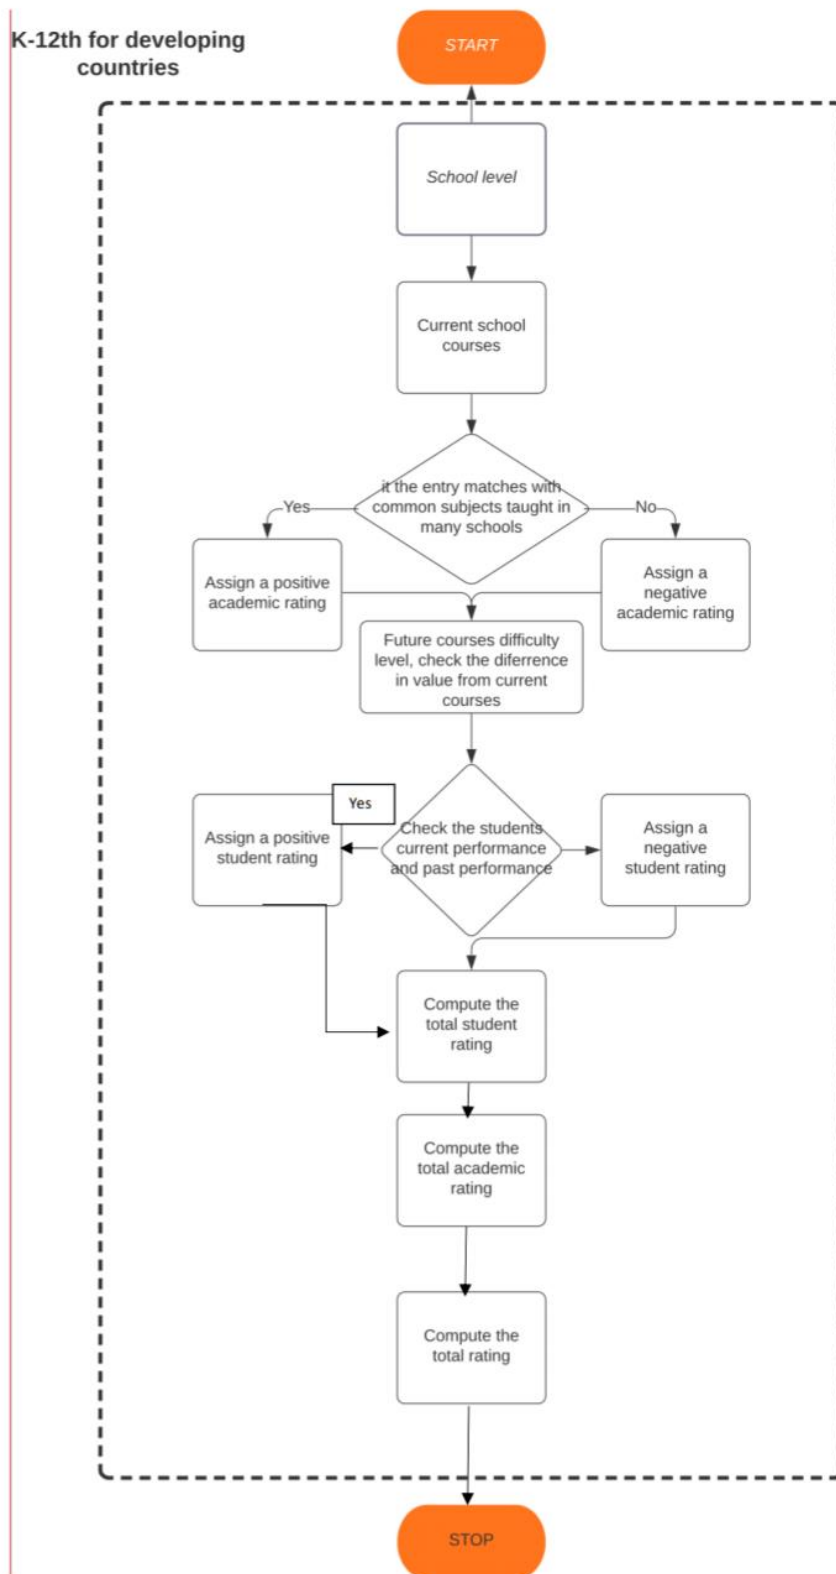 K-12th for developing
countries
START
School level
Current school
courses
it the entry matches with
common subjects taught in
many schools
Yes
No
Assign a positive
academic rating
Assign a
negative
academic rating
Future courses difficulty
level, check the diferrence
in value from current
courses
Yes
Assign a positive
student rating
Check the students
current performance
and past performance
Assign a
negative
student rating
Compute the
total student
rating
Compute the
total academic
rating
Compute the
total rating
STOP